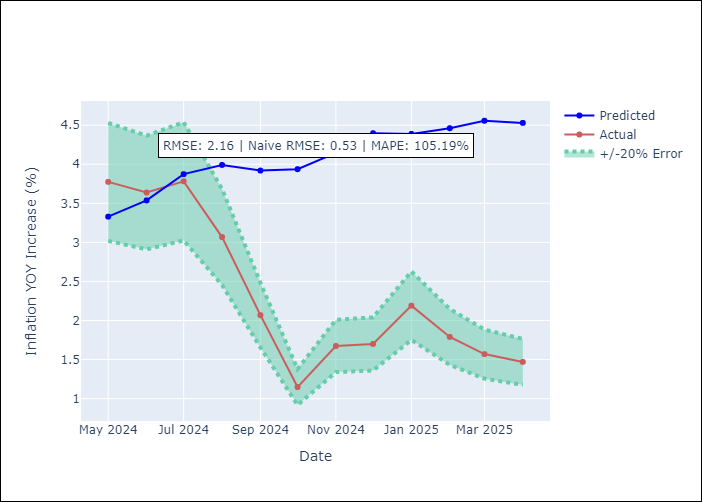 Predicted
Actual
+/-20% Error
RMSE: 2.16 | Naive RMSE: 0.53 | MAPE: 105.19%
4.5
4
3.5
3
2.5
2
1.5
1
Inflation YOY Increase (%)
May 2024 Jul 2024 Sep 2024 Nov 2024 Jan 2025 Mar 2025
Date